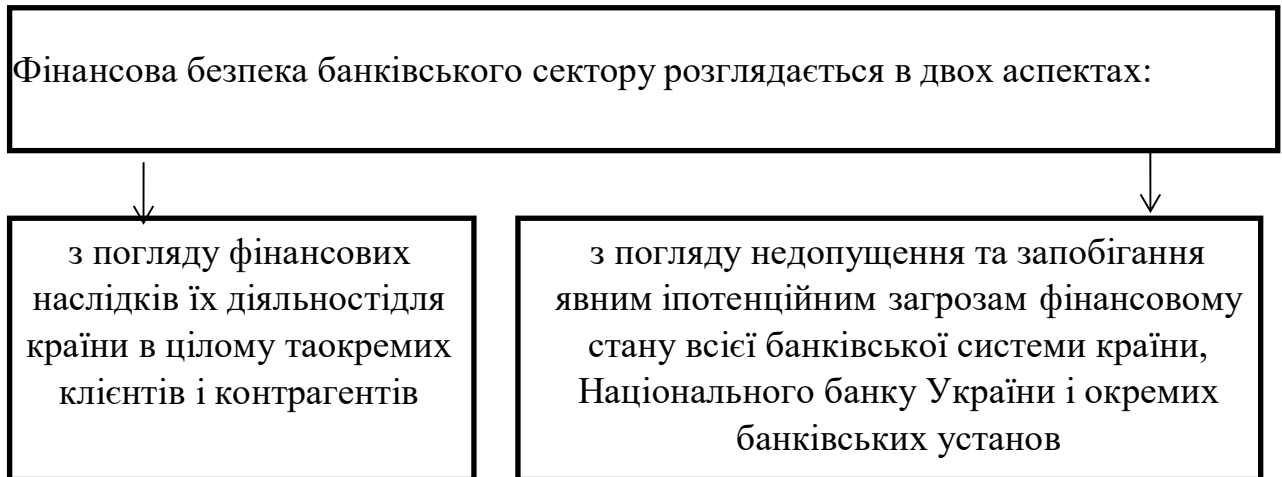 Фінансова безпека банківського сектору розглядається в двох аспектах:
з погляду фінансових
наслідків їх діяльностідля
країни в цілому таокремих
клієнтів і контрагентів
з погляду недопущення та запобігання
явним іпотенційним загрозам фінансовому
стану всієї банківської системи країни,
Національного банку України і окремих
банківських установ